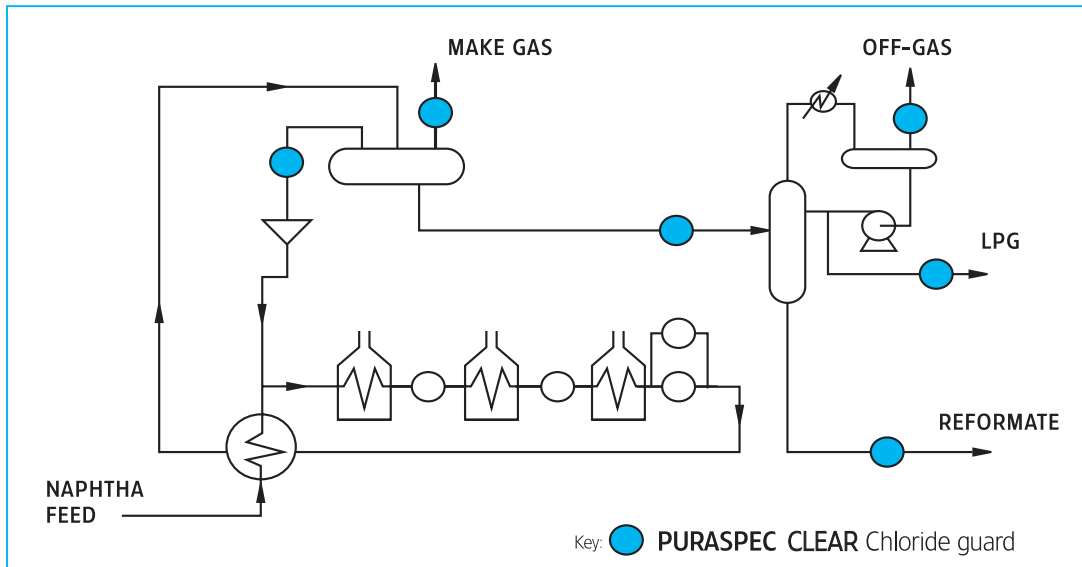 MAKE GAS
OFF-GAS
LPG
REFORMATE
NAPHTHA
FEED
Key: PURASPEC CLEAR Chloride guard